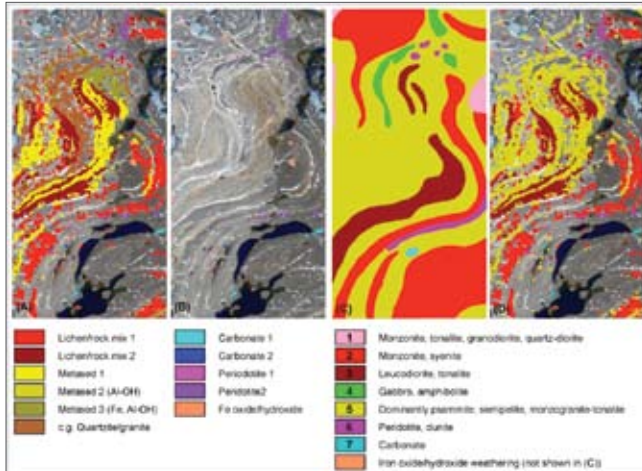 (A)
(B)
(C)
(D)
Lichen/rock mix 1
Lichen/rock mix 2
Metased 1
Metased 2 (Al-OH)
Metased 3 (Fe, Al-OH)
c.g. Quartzite/granite
Carbonate 1
Carbonate 2
Periodotite 1
Peridotite2
Fe oxide/hydroxide
1 Monzonite, tonalite, granodiorite, quartz-diorite
2 Monzonite, syenite
3 Leucodiorite, tonalite
4 Gabbro, amphibolite
5 Dominantly psammite, semipelite, monzogranite-tonalite
6 Peridotite, dunite
7 Carbonate
Iron oxide/hydroxide weathering (not shown in (C))